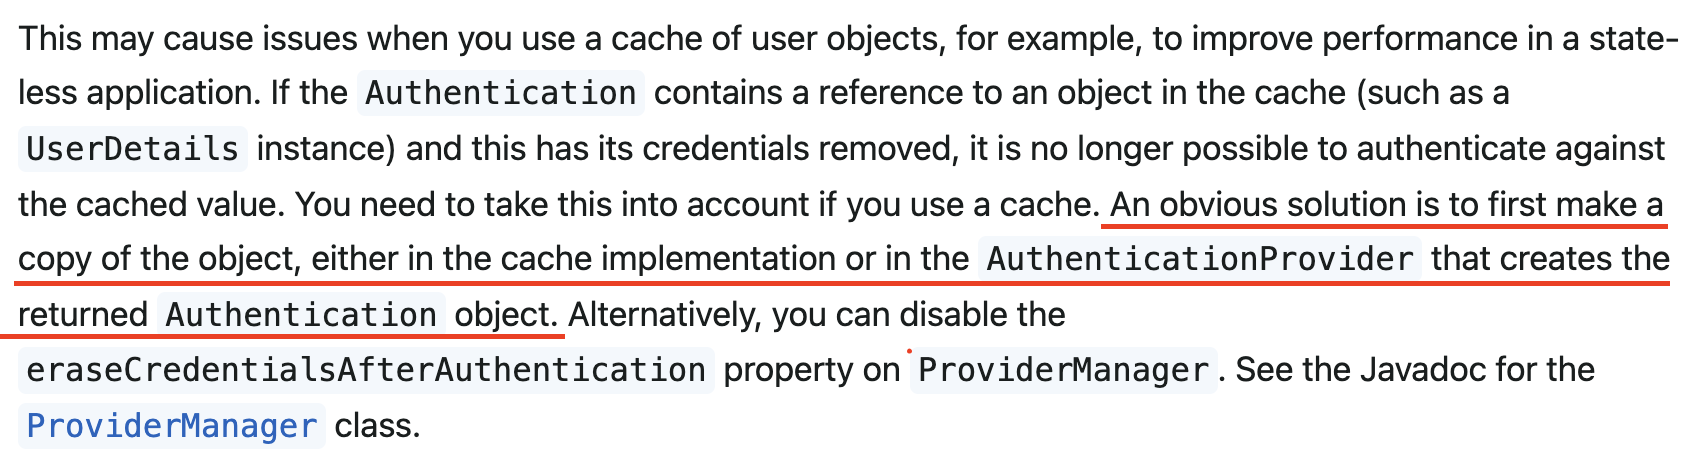 This may cause issues when you use a cache of user objects, for example, to improve performance in a state-
less application. If the Authentication contains a reference to an object in the cache (such as a
UserDetails instance) and this has its credentials removed, it is no longer possible to authenticate against
the cached value. You need to take this into account if you use a cache. An obvious solution is to first make a
copy of the object, either in the cache implementation or in the AuthenticationProvider that creates the
returned Authentication object. Alternatively, you can disable the
eraseCredentialsAfterAuthentication property on ProviderManager. See the Javadoc for the
ProviderManager class.